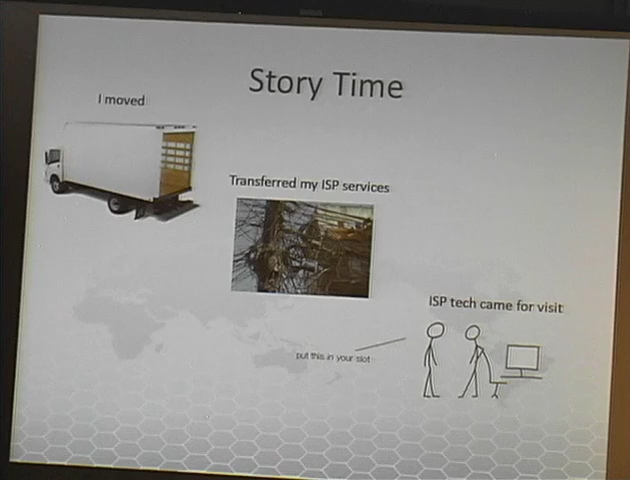 Story Time
I moved
Transferred my ISP services
ISP tech came for visit
put this in your slot